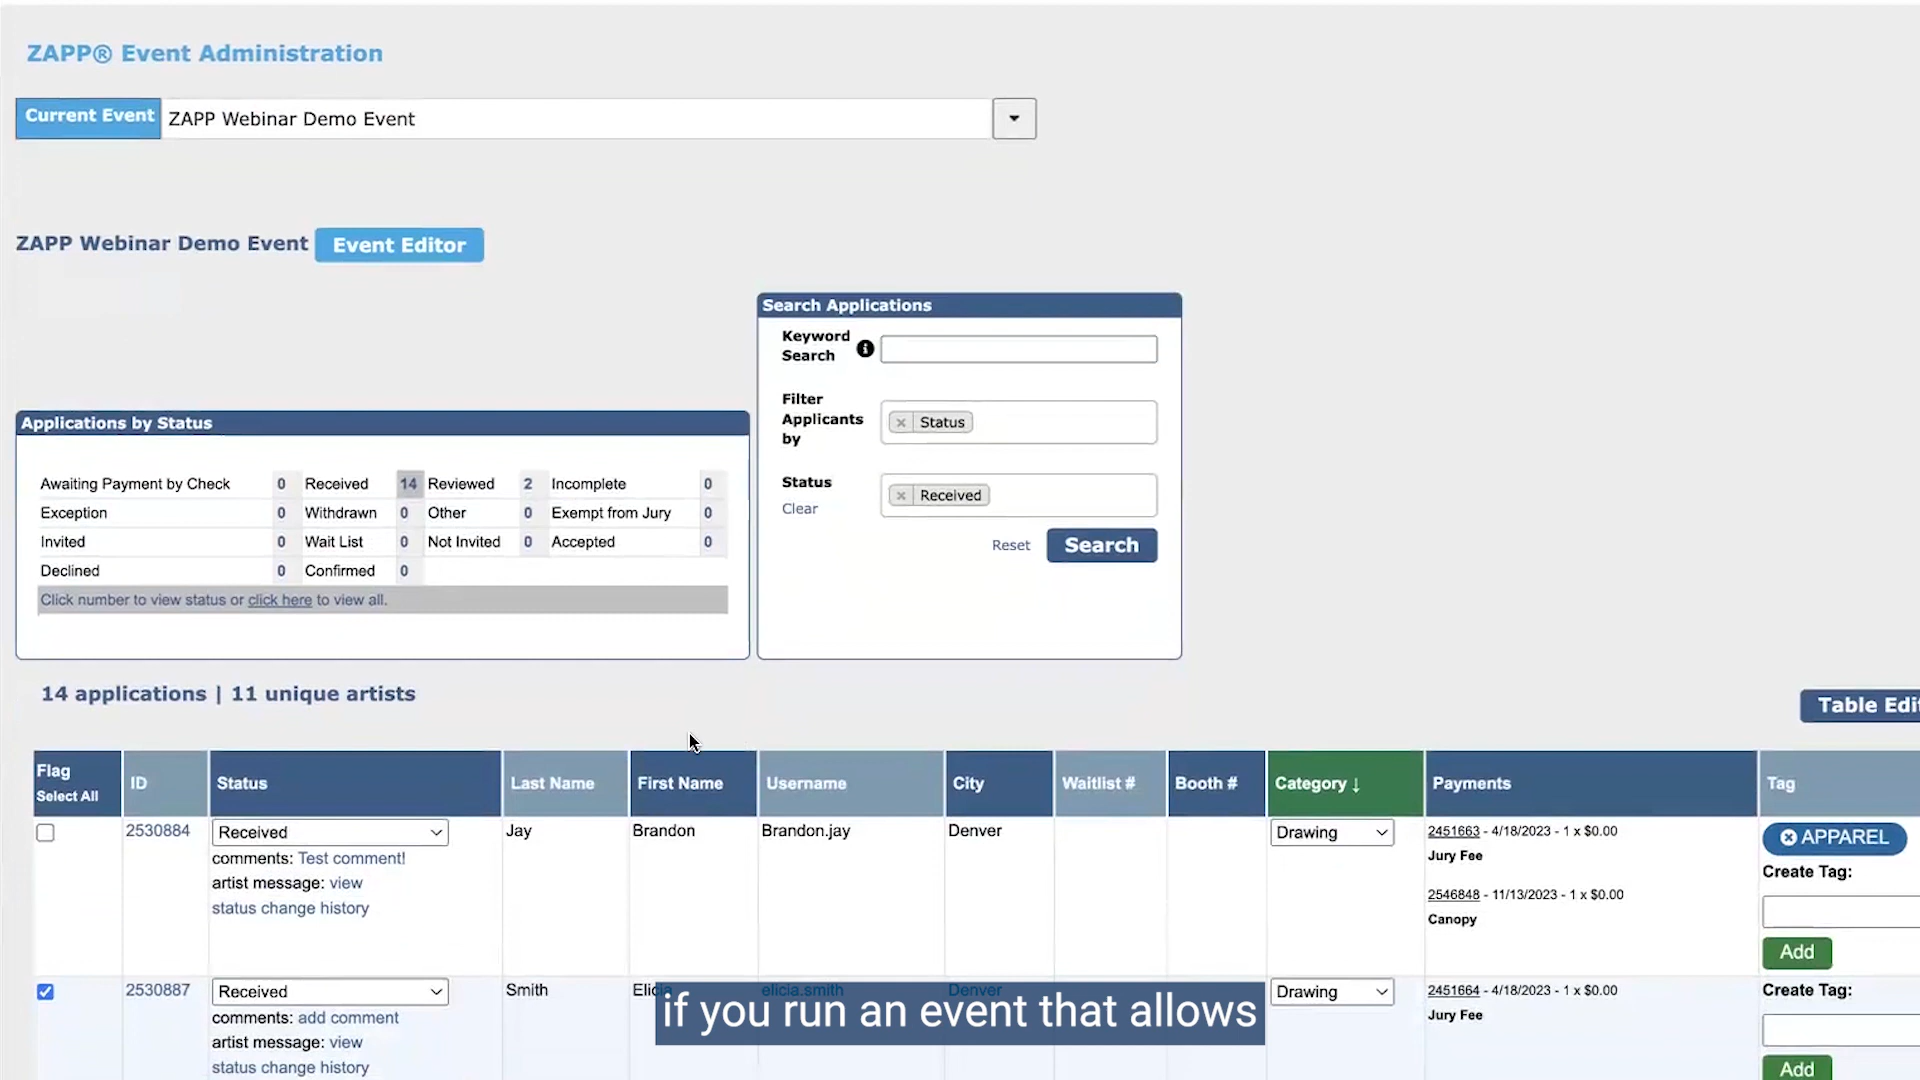 ZAPP® Event Administration
Current Event ZAPP Webinar Demo Event
ZAPP Webinar Demo Event Event Editor
Search Applications
Keyword Search
Filter Applicants by
× Status
Status
Clear
× Received
Reset Search
Applications by Status
Awaiting Payment by Check 0 Received 14 Reviewed 2 Incomplete 0
Exception 0 Withdrawn 0 Other 0 Exempt from Jury 0
Invited 0 Wait List 0 Not Invited 0 Accepted 0
Declined 0 Confirmed 0
Click number to view status or click here to view all.
14 applications | 11 unique artists
Table Edit
Flag Select All ID Status Last Name First Name Username City Waitlist # Booth # Category ↓ Payments Tag
2530884 Received Jay Brandon Brandon.jay Denver Drawing 2451663 - 4/18/2023 - 1 x $0.00 APPAREL
comments: Test comment! Jury Fee Create Tag:
artist message: view 2546848 - 11/13/2023 - 1 x $0.00
status change history Canopy
Add
2530887 Received Smith Elicia elicia.smith Denver Drawing 2451664 - 4/18/2023 - 1 x $0.00 Create Tag:
comments: add comment Jury Fee
artist message: view
status change history Add
if you run an event that allows